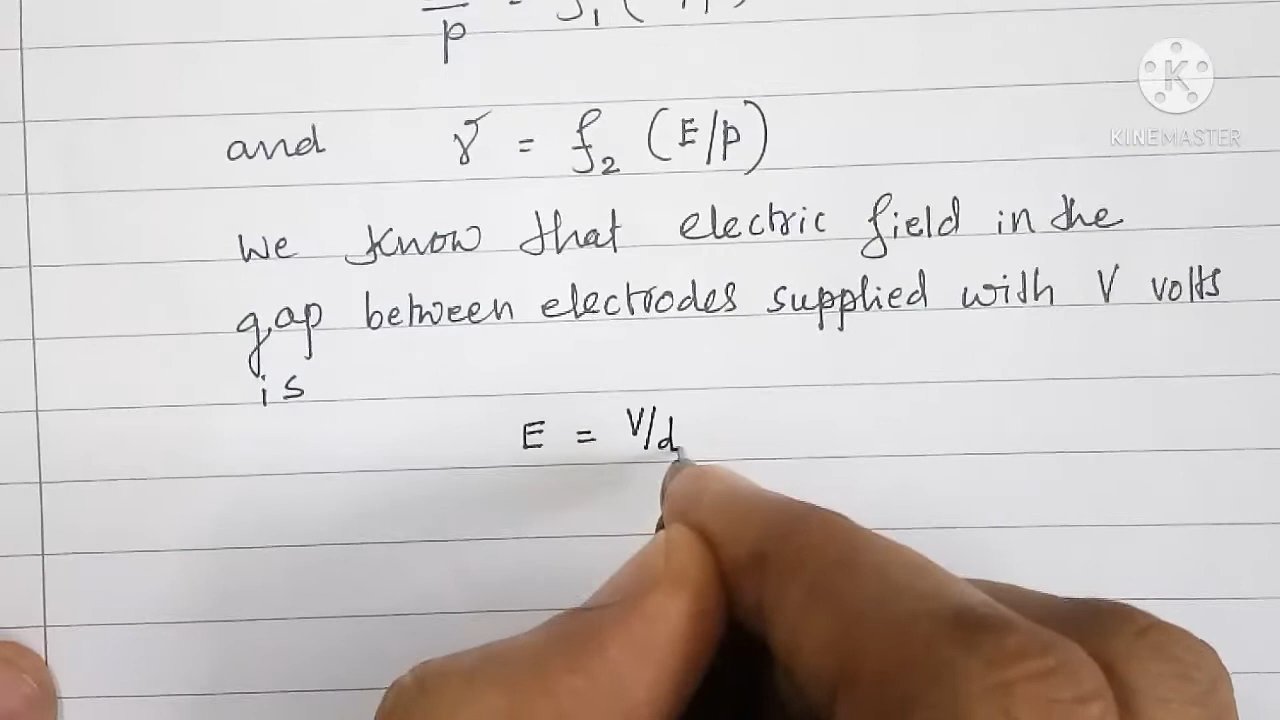 p
and γ = f₂ (E/p)
We know that electric field in the
gap between electrodes supplied with V volts
is
E = V/d
K
KINEMASTER